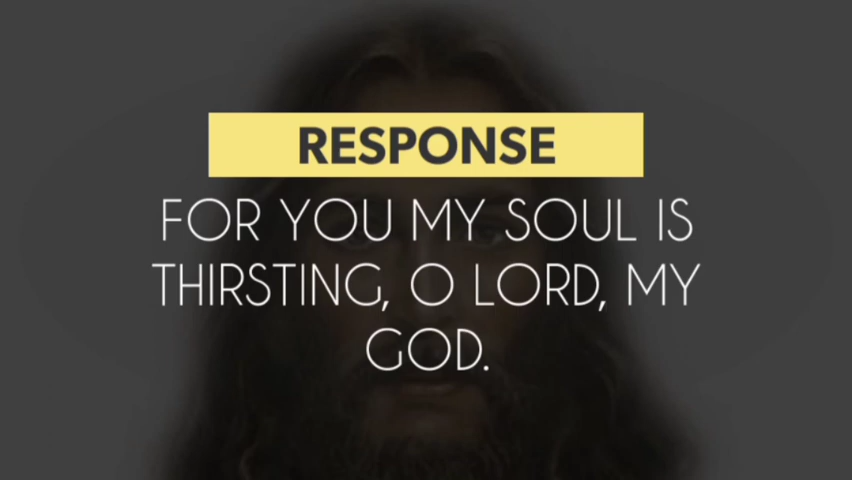 RESPONSE
FOR YOU MY SOUL IS
THIRSTING, O LORD, MY
GOD.